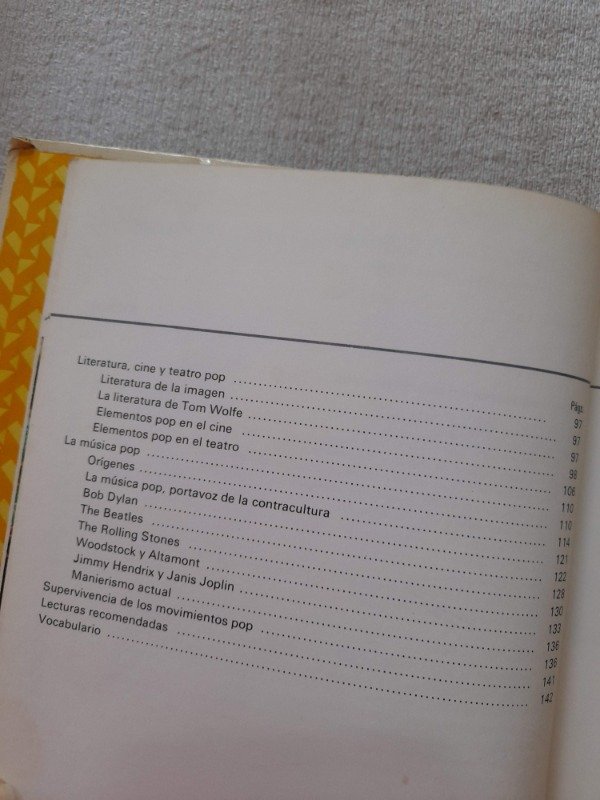 Págs.
Literatura, cine y teatro pop ........ 97
Literatura de la imagen ........ 97
La literatura de Tom Wolfe ........ 97
Elementos pop en el cine ........ 98
Elementos pop en el teatro ........ 106
La música pop ........ 110
Orígenes ........ 110
La música pop, portavoz de la contracultura ........ 114
Bob Dylan ........ 121
The Beatles ........ 122
The Rolling Stones ........ 128
Woodstock y Altamont ........ 130
Jimmy Hendrix y Janis Joplin ........ 133
Manierismo actual ........ 136
Supervivencia de los movimientos pop ........ 136
Lecturas recomendadas ........ 141
Vocabulario ........ 142